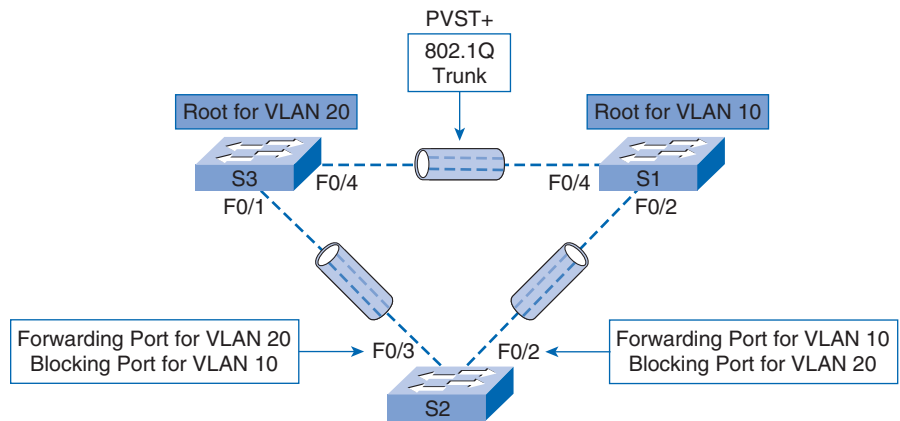 PVST+
802.1Q
Trunk
Root for VLAN 20
Root for VLAN 10
S3
F0/4
F0/4
S1
F0/1
F0/2
Forwarding Port for VLAN 20
Blocking Port for VLAN 10
F0/3
F0/2
Forwarding Port for VLAN 10
Blocking Port for VLAN 20
S2